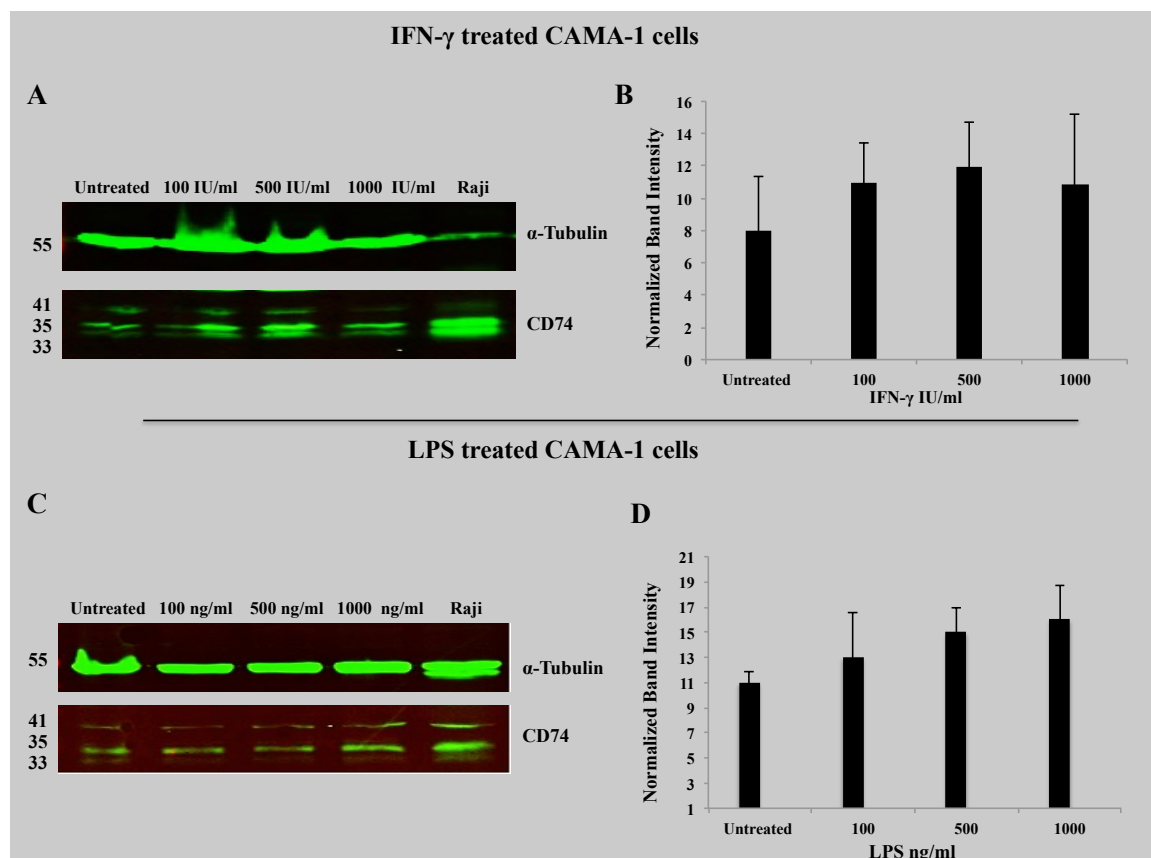 IFN-γ treated CAMA-1 cells
A
Untreated 100 IU/ml 500 IU/ml 1000 IU/ml Raji
55
α-Tubulin
41
35
33
CD74
B
Normalized Band Intensity
16
14
12
10
8
6
4
2
0
Untreated 100 500 1000
IFN-γ IU/ml
LPS treated CAMA-1 cells
C
Untreated 100 ng/ml 500 ng/ml 1000 ng/ml Raji
55
α-Tubulin
41
35
33
CD74
D
Normalized Band Intensity
21
19
17
15
13
11
9
7
5
3
1
Untreated 100 500 1000
LPS ng/ml